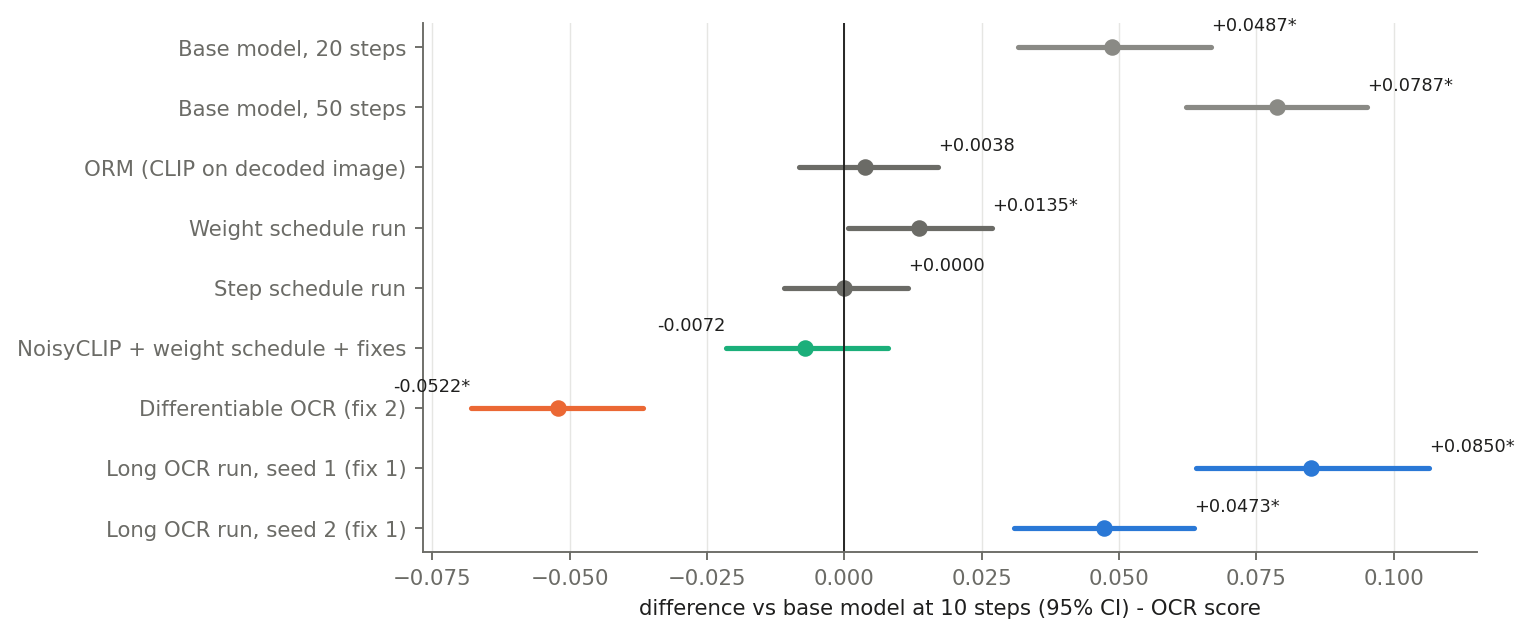 Base model, 20 steps
+0.0487*
Base model, 50 steps
+0.0787*
ORM (CLIP on decoded image)
+0.0038
Weight schedule run
+0.0135*
Step schedule run
+0.0000
NoisyCLIP + weight schedule + fixes
-0.0072
Differentiable OCR (fix 2)
-0.0522*
Long OCR run, seed 1 (fix 1)
+0.0850*
Long OCR run, seed 2 (fix 1)
+0.0473*
−0.075 −0.050 −0.025 0.000 0.025 0.050 0.075 0.100
difference vs base model at 10 steps (95% CI) - OCR score